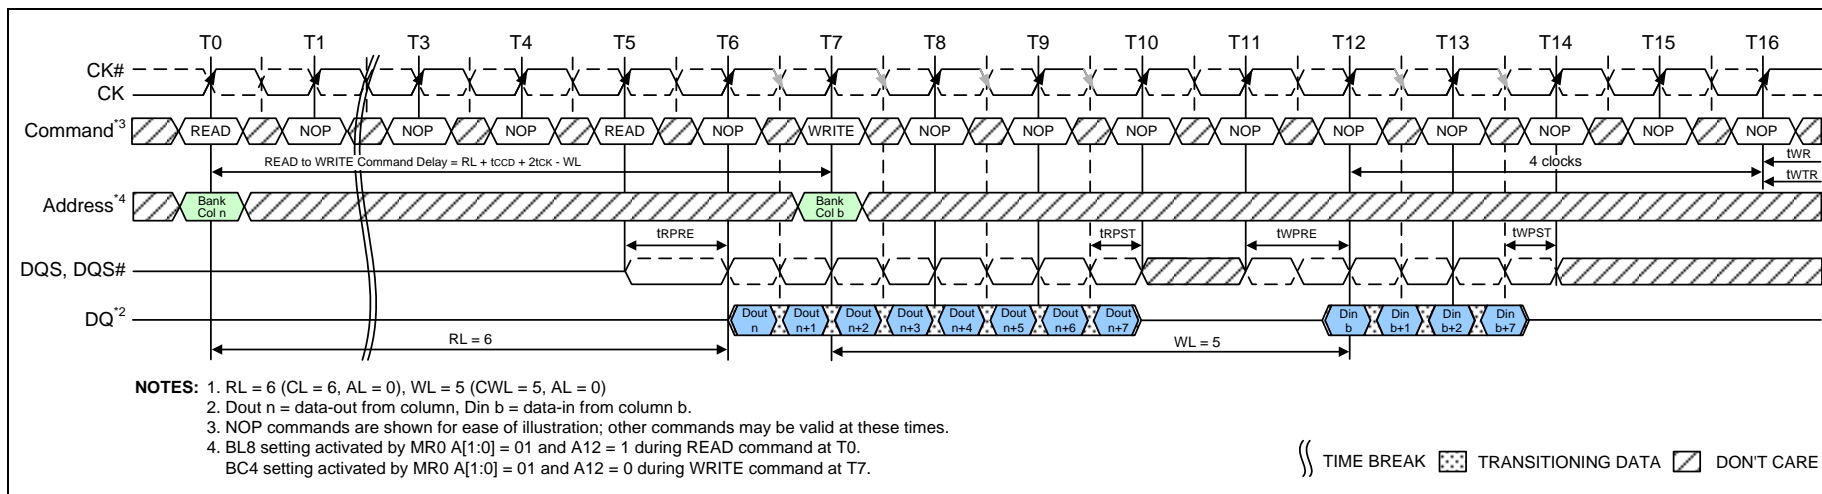 T0 T1 T3 T4 T5 T6 T7 T8 T9 T10 T11 T12 T13 T14 T15 T16
CK#
CK
Command*3 READ NOP NOP NOP READ NOP WRITE NOP NOP NOP NOP NOP NOP NOP NOP NOP
READ to WRITE Command Delay = RL + tCCD + 2tCK - WL
4 clocks
tWR
tWTR
Address*4
Bank Col n
Bank Col b
tRPRE tRPST tWPRE tWPST
DQS, DQS#
DQ*2
Dout n Dout n+1 Dout n+2 Dout n+3 Dout n+4 Dout n+5 Dout n+6 Dout n+7 Din b Din b+1 Din b+2 Din b+7
RL = 6
WL = 5
NOTES: 1. RL = 6 (CL = 6, AL = 0), WL = 5 (CWL = 5, AL = 0)
2. Dout n = data-out from column, Din b = data-in from column b.
3. NOP commands are shown for ease of illustration; other commands may be valid at these times.
4. BL8 setting activated by MR0 A[1:0] = 01 and A12 = 1 during READ command at T0.
BC4 setting activated by MR0 A[1:0] = 01 and A12 = 0 during WRITE command at T7.
TIME BREAK TRANSITIONING DATA DON'T CARE